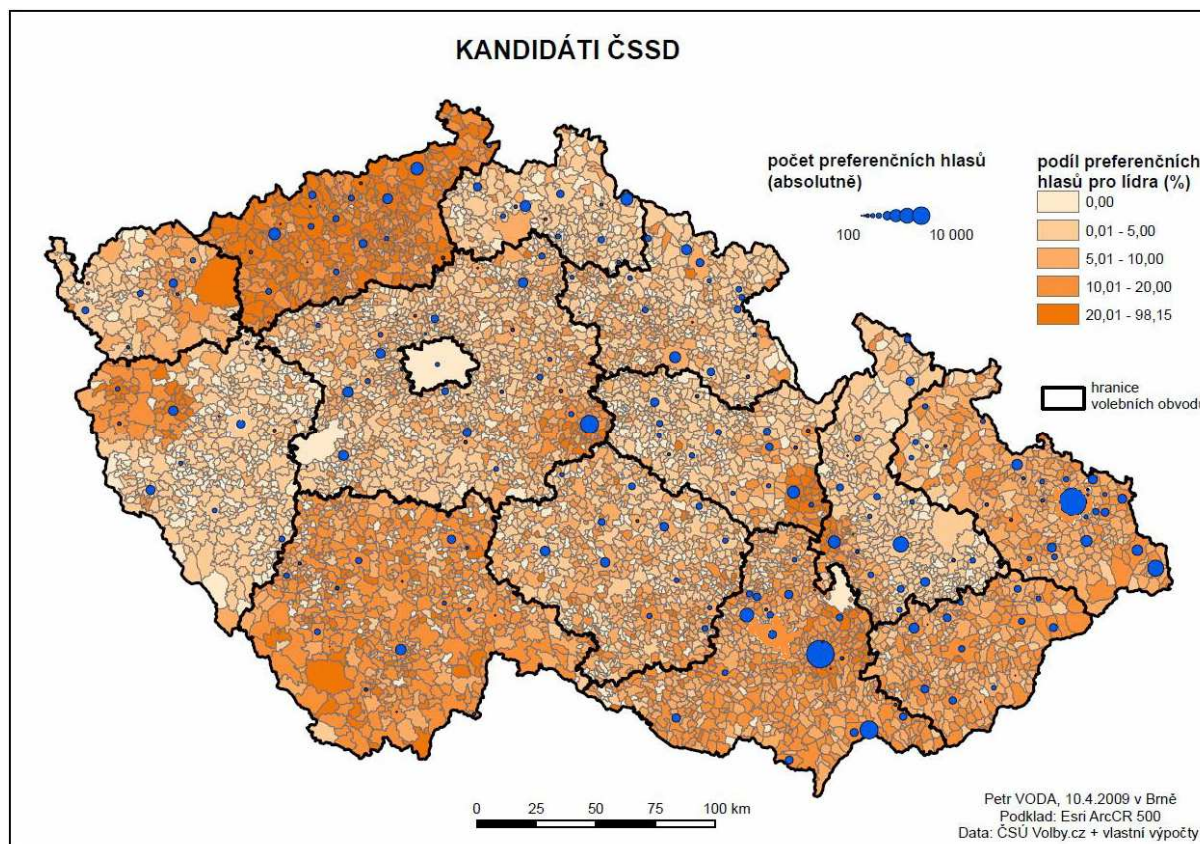 KANDIDÁTI ČSSD
počet preferenčních hlasů
(absolutně)
100
10 000
podíl preferenčních
hlasů pro lídra (%)
0,00
0,01 - 5,00
5,01 - 10,00
10,01 - 20,00
20,01 - 98,15
hranice
volebních obvodů
0
25
50
75
100 km
Petr VODA, 10.4.2009 v Brně
Podklad: Esri ArcCR 500
Data: ČSÚ Volby.cz + vlastní výpočty